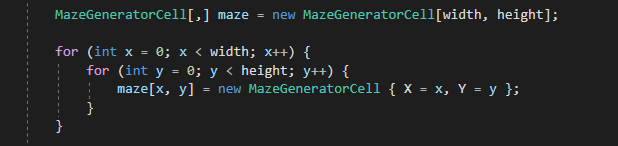 MazeGeneratorCell[,] maze = new MazeGeneratorCell[width, height];
for (int x = 0; x < width; x++) {
for (int y = 0; y < height; y++) {
maze[x, y] = new MazeGeneratorCell { X = x, Y = y };
}
}